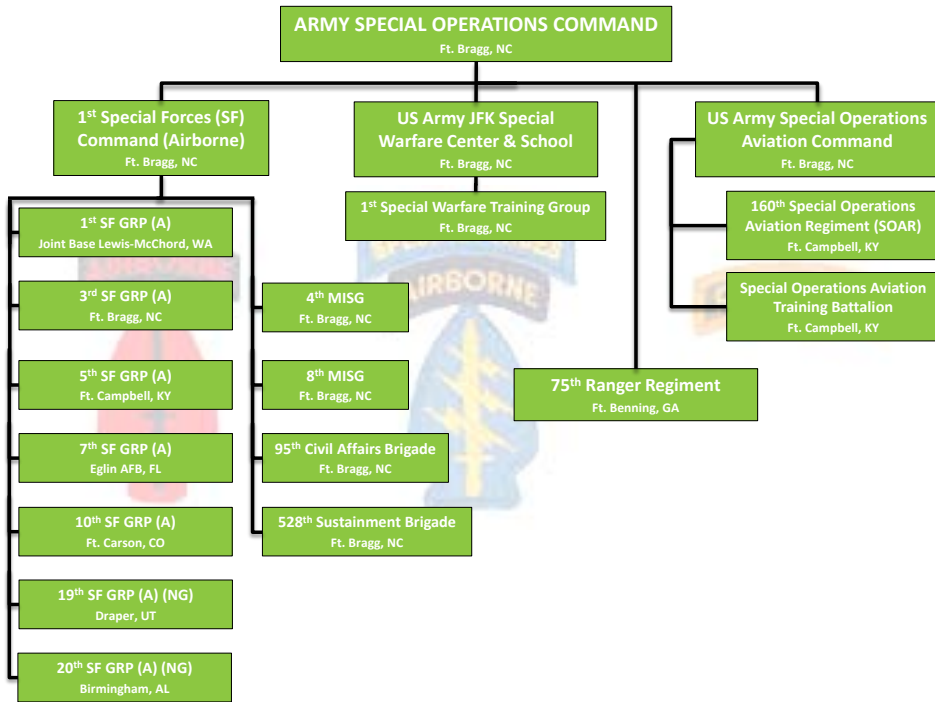 ARMY SPECIAL OPERATIONS COMMAND
Ft. Bragg, NC
1st Special Forces (SF)
Command (Airborne)
Ft. Bragg, NC
US Army JFK Special
Warfare Center & School
Ft. Bragg, NC
US Army Special Operations
Aviation Command
Ft. Bragg, NC
1st Special Warfare Training Group
Ft. Bragg, NC
160th Special Operations
Aviation Regiment (SOAR)
Ft. Campbell, KY
Special Operations Aviation
Training Battalion
Ft. Campbell, KY
75th Ranger Regiment
Ft. Benning, GA
1st SF GRP (A)
Joint Base Lewis-McChord, WA
3rd SF GRP (A)
Ft. Bragg, NC
5th SF GRP (A)
Ft. Campbell, KY
7th SF GRP (A)
Eglin AFB, FL
10th SF GRP (A)
Ft. Carson, CO
19th SF GRP (A) (NG)
Draper, UT
20th SF GRP (A) (NG)
Birmingham, AL
4th MISG
Ft. Bragg, NC
8th MISG
Ft. Bragg, NC
95th Civil Affairs Brigade
Ft. Bragg, NC
528th Sustainment Brigade
Ft. Bragg, NC
AIRBORNE
AIRBORNE